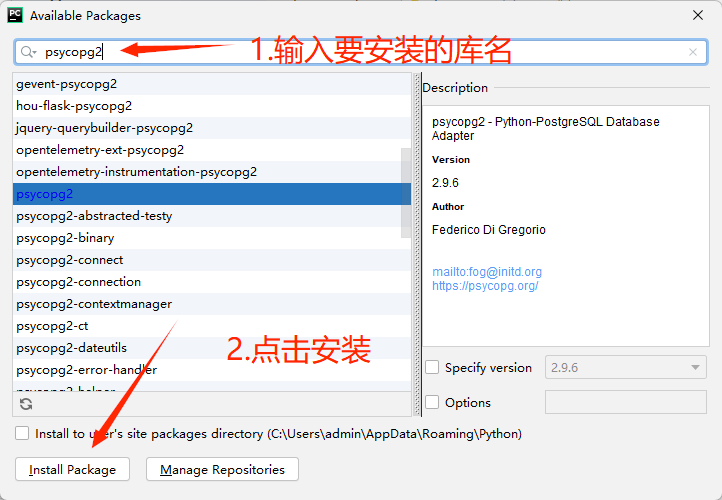 PC Available Packages
psycopg2
1.输入要安装的库名
gevent-psycopg2
hou-flask-psycopg2
jquery-querybuilder-psycopg2
opentelemetry-ext-psycopg2
opentelemetry-instrumentation-psycopg2
psycopg2
psycopg2-abstracted-testy
psycopg2-binary
psycopg2-connect
psycopg2-connection
psycopg2-contextmanager
psycopg2-ct
psycopg2-dateutils
psycopg2-error-handler
psycopg2-helper
2.点击安装
Description
psycopg2 - Python-PostgreSQL Database
Adapter
Version
2.9.6
Author
Federico Di Gregorio
mailto:fog@initd.org
https://psycopg.org/
Specify version
2.9.6
Options
Install to user's site packages directory (C:\Users\admin\AppData\Roaming\Python)
Install Package
Manage Repositories